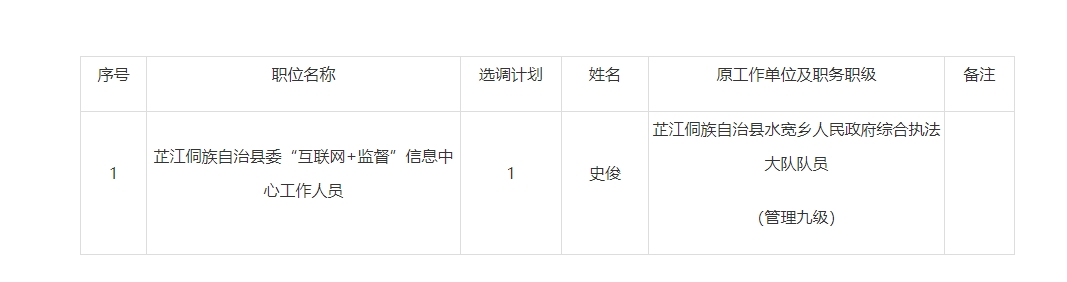 序号 职位名称 选调计划 姓名 原工作单位及职务职级 备注
芷江侗族自治县水宽乡人民政府综合执法
芷江侗族自治县委“互联网+监督”信息中
大队队员
1 1 史俊
心工作人员
（管理九级）